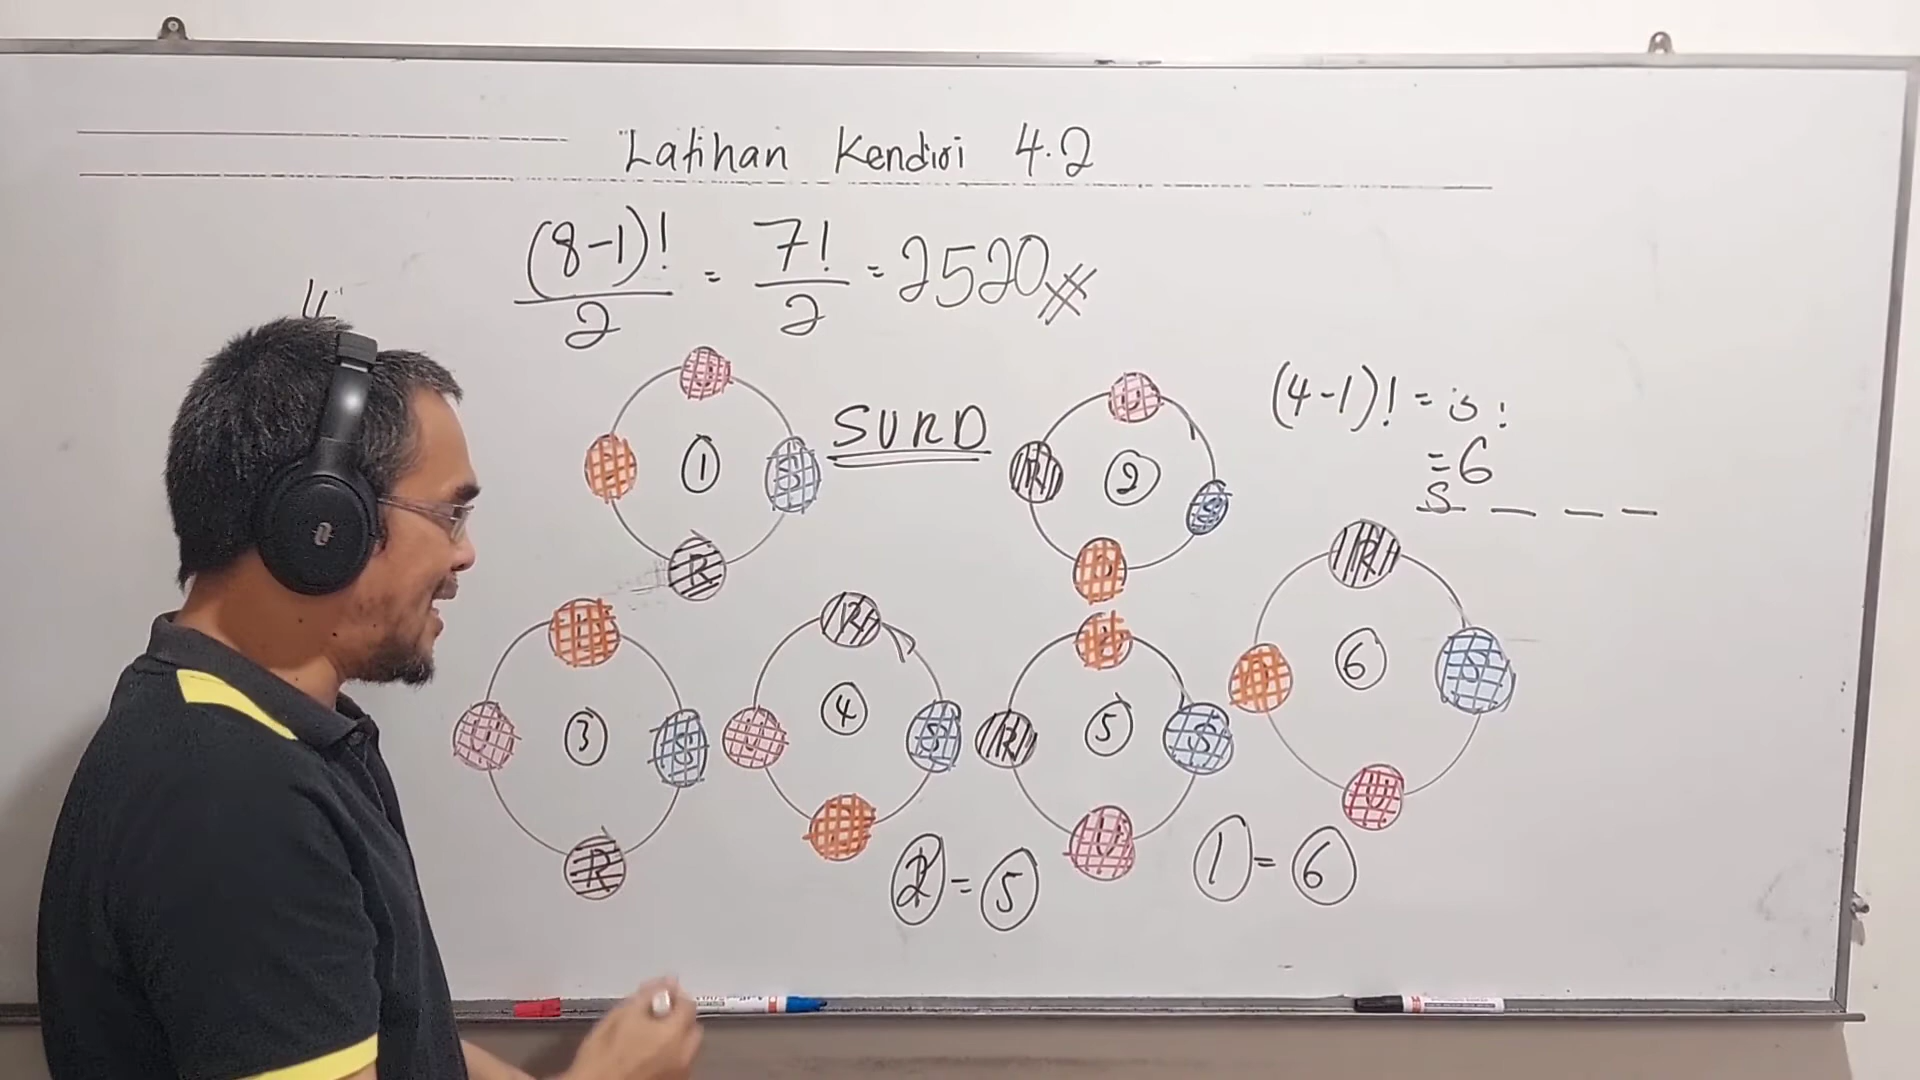 Latihan Kendiri 4.2
(8-1)! / 2 = 7! / 2 = 2520
4
U
D 1 S
R
SURD
U
R 2 S
D
(4-1)! = 3!
= 6
S _ _ _
D
U 3 S
R
R
U 4 S
D
D
R 5 S
U
R
D 6 S
U
2 = 5
1 = 6